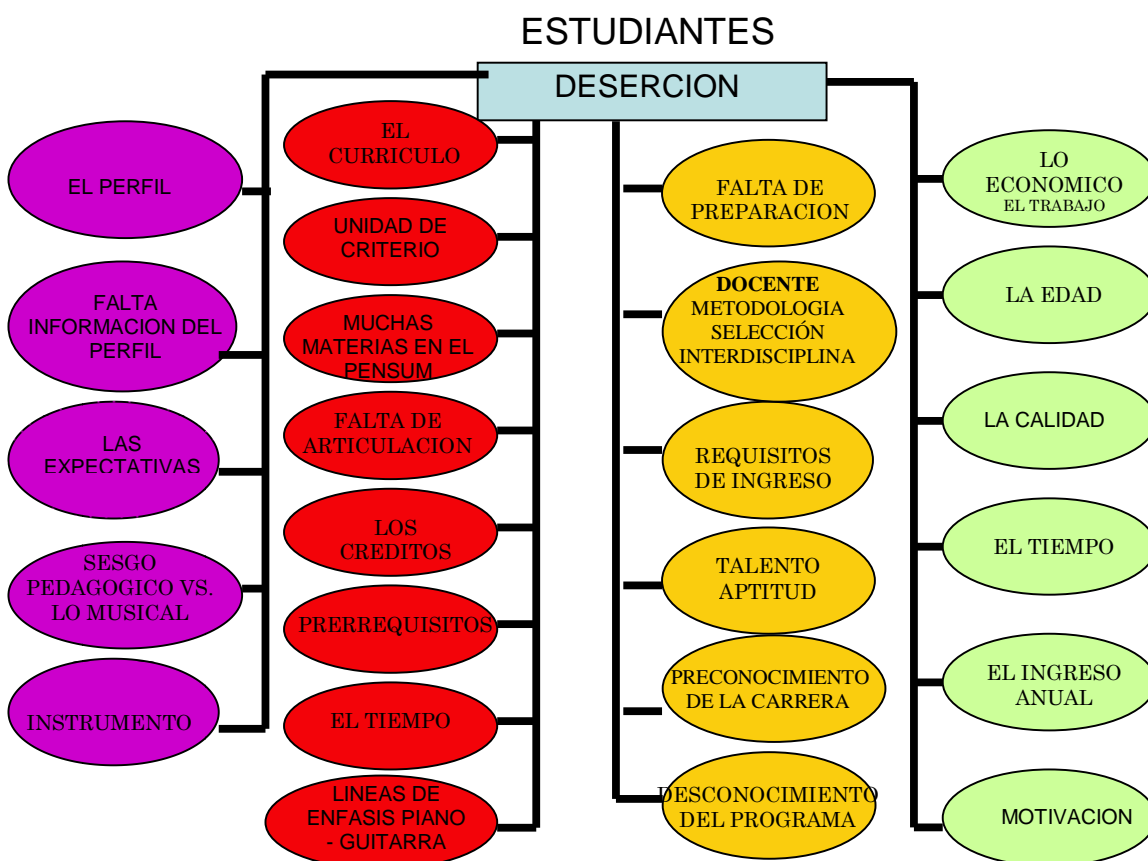 ESTUDIANTES
DESERCION
EL PERFIL
FALTA
INFORMACION DEL
PERFIL
LAS
EXPECTATIVAS
SESGO
PEDAGOGICO VS.
LO MUSICAL
INSTRUMENTO
EL
CURRICULO
UNIDAD DE
CRITERIO
MUCHAS
MATERIAS EN EL
PENSUM
FALTA DE
ARTICULACION
LOS
CREDITOS
PRERREQUISITOS
EL TIEMPO
LINEAS DE
ENFASIS PIANO
- GUITARRA
FALTA DE
PREPARACION
DOCENTE
METODOLOGIA
SELECCIÓN
INTERDISCIPLINA
REQUISITOS
DE INGRESO
TALENTO
APTITUD
PRECONOCIMIENTO
DE LA CARRERA
DESCONOCIMIENTO
DEL PROGRAMA
LO
ECONOMICO
EL TRABAJO
LA EDAD
LA CALIDAD
EL TIEMPO
EL INGRESO
ANUAL
MOTIVACION